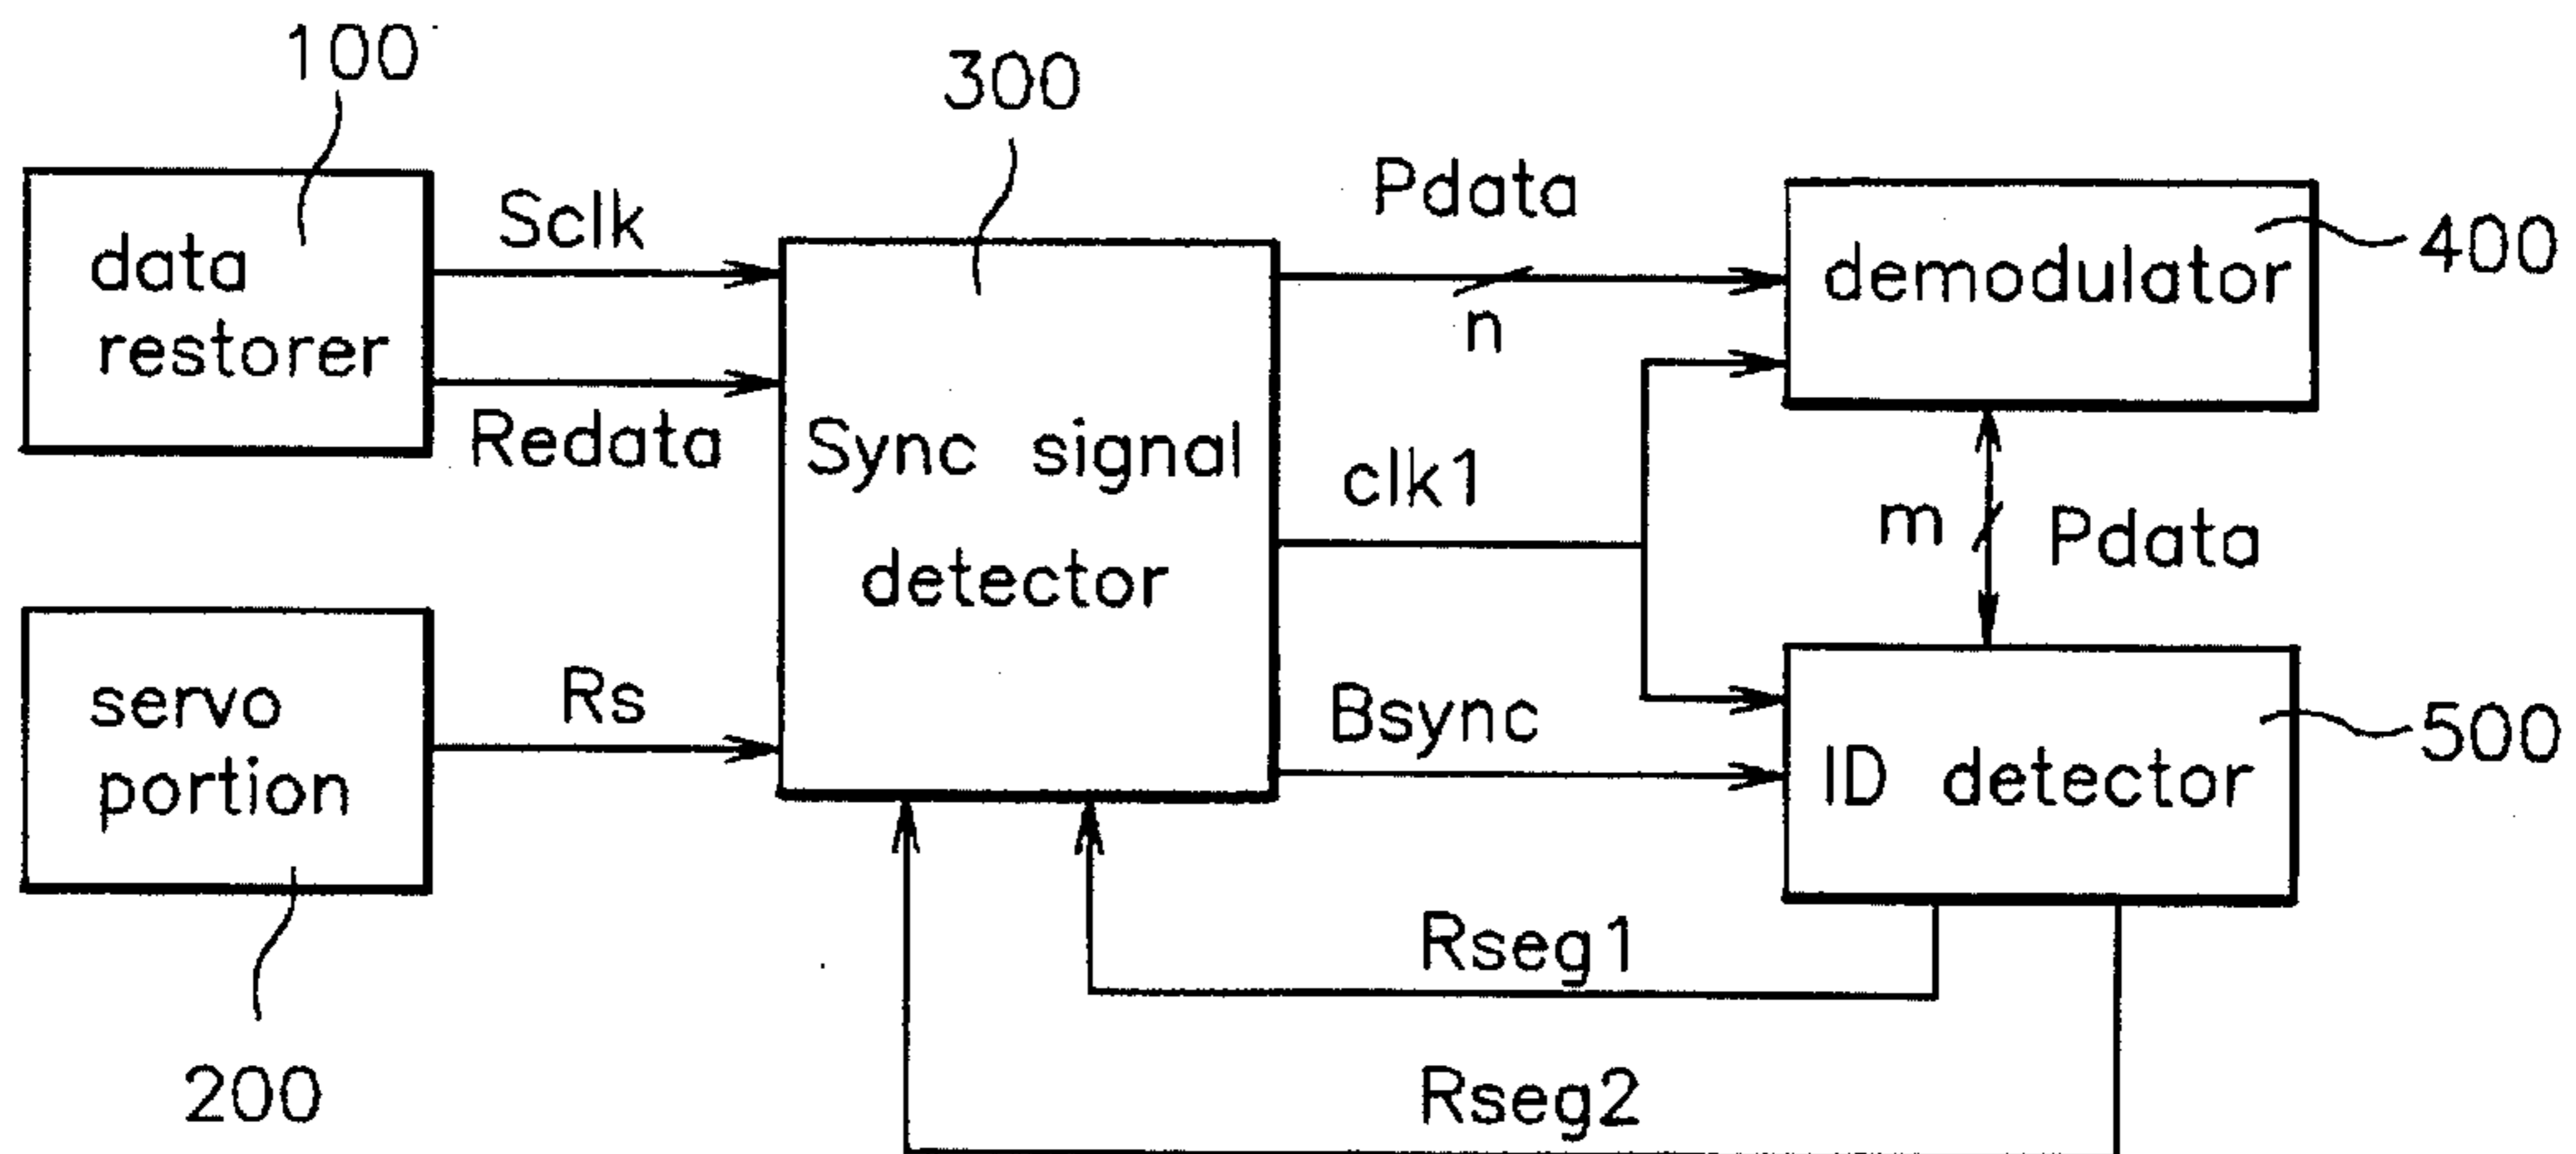 100
300
data
restorer
Sclk
Redata
Sync signal
detector
Pdata
n
demodulator
400
clk1
m
Pdata
servo
portion
Rs
Bsync
ID detector
500
200
Rseg1
Rseg2